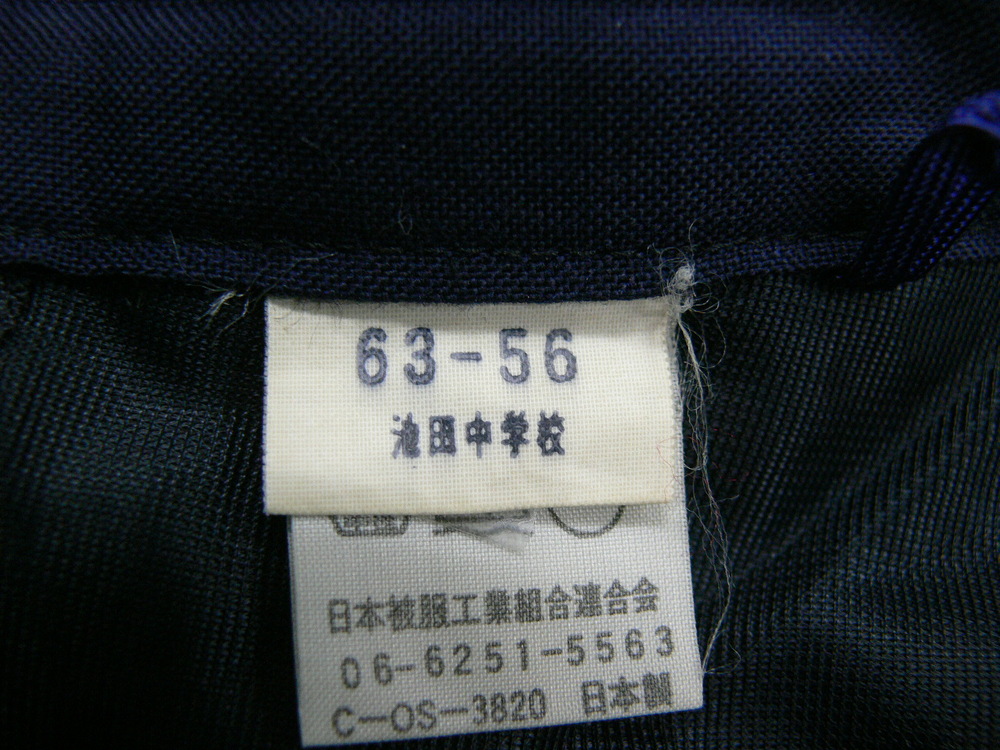 63-56
池田中学校
日本被服工業組合連合会
06-6251-5563
C-OS-3820 日本製